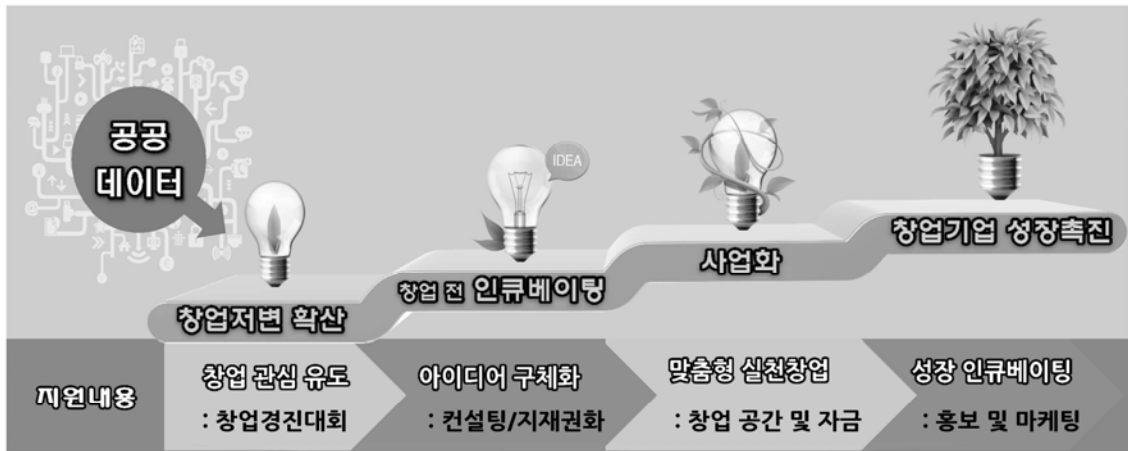 공공
데이터
IDEA
창업저변 확산
창업 전 인큐베이팅
사업화
창업기업 성장촉진
지원내용
창업 관심 유도
: 창업경진대회
아이디어 구체화
: 컨설팅/지재권화
맞춤형 실천창업
: 창업 공간 및 자금
성장 인큐베이팅
: 홍보 및 마케팅